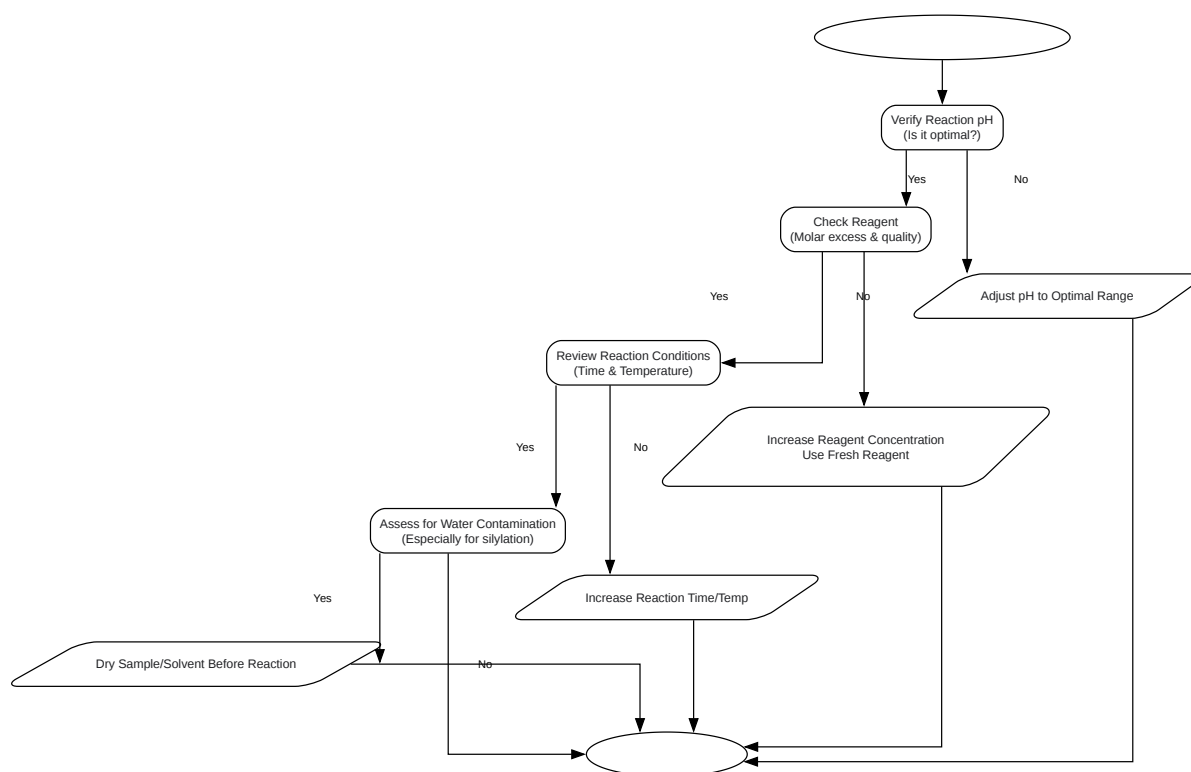 Verify Reaction pH
(Is it optimal?)
Yes
No
Check Reagent
(Molar excess & quality)
Yes
No
Adjust pH to Optimal Range
Review Reaction Conditions
(Time & Temperature)
Yes
No
Increase Reagent Concentration
Use Fresh Reagent
Assess for Water Contamination
(Especially for silylation)
Yes
Increase Reaction Time/Temp
Dry Sample/Solvent Before Reaction
No